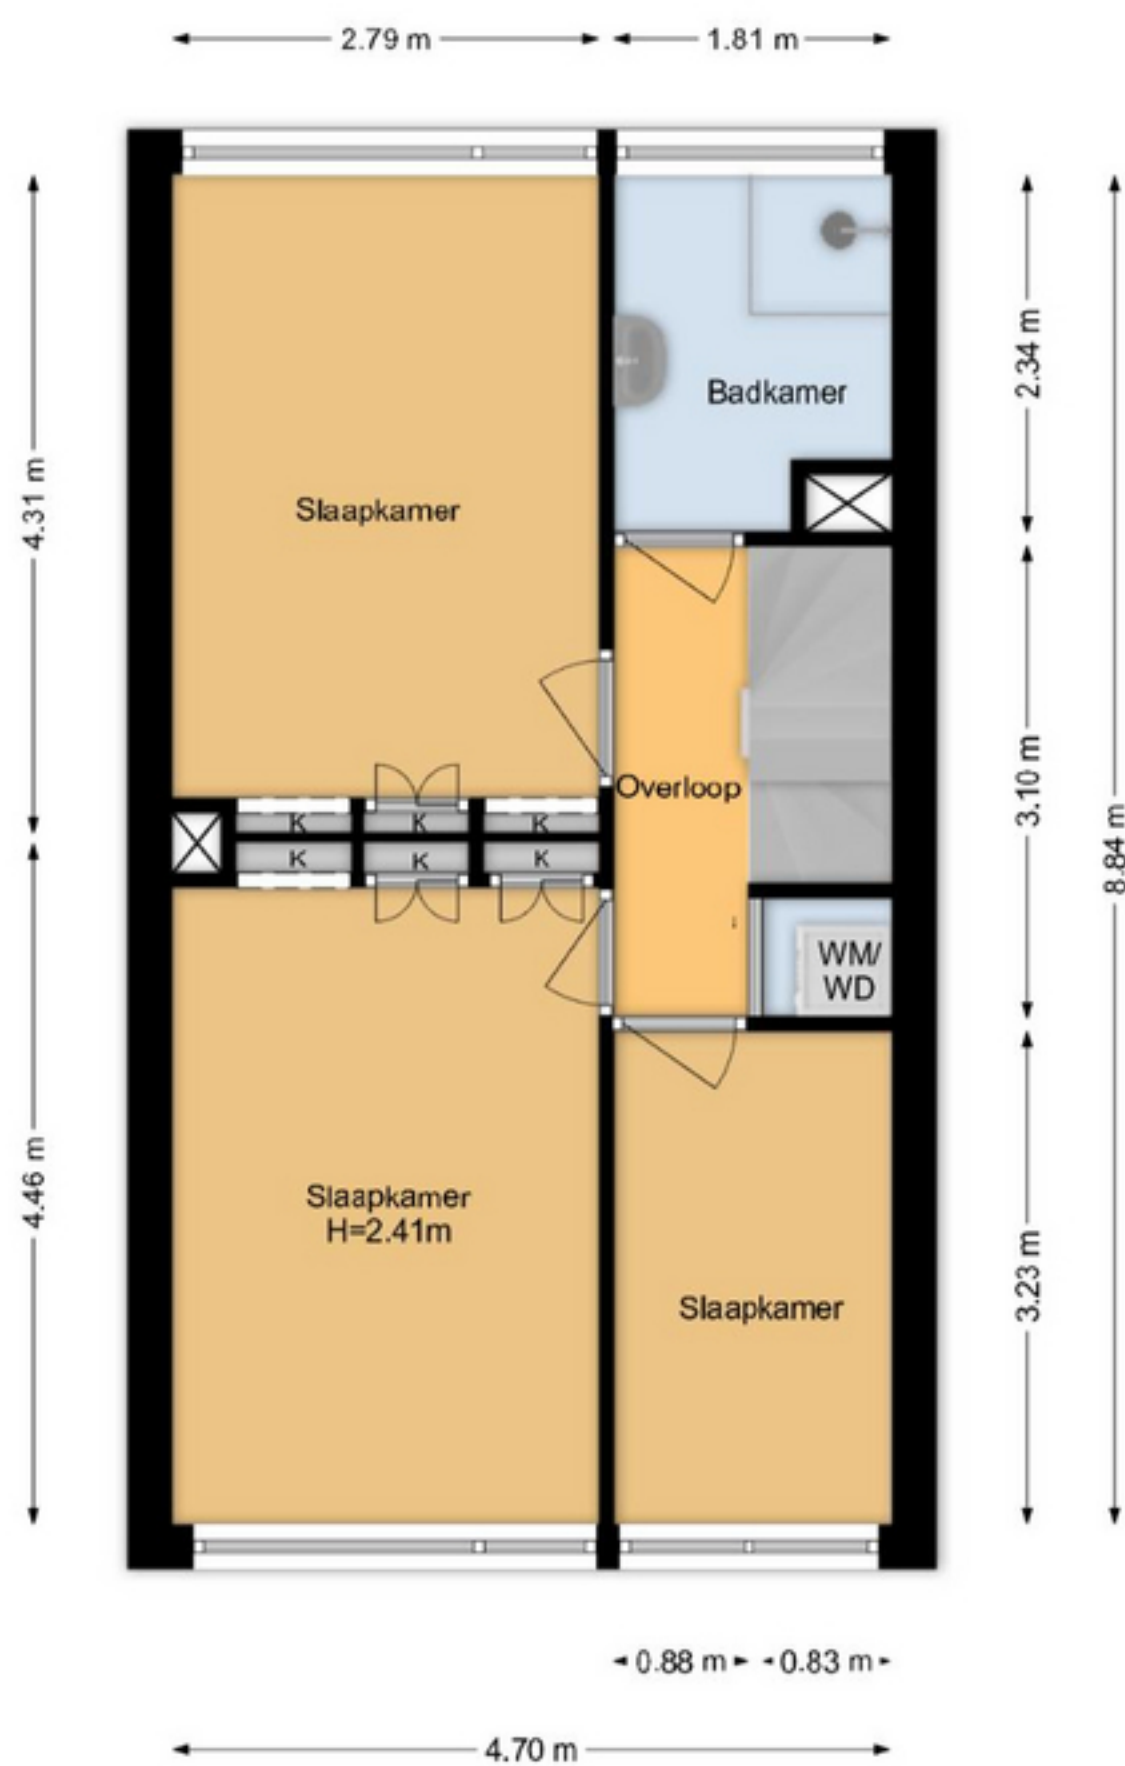 2.79 m
1.81 m
4.31 m
2.34 m
Badkamer
Slaapkamer
Overloop
3.10 m
8.84 m
K
K
K
K
K
K
WM/
WD
4.46 m
Slaapkamer
H=2.41m
Slaapkamer
3.23 m
0.88 m
0.83 m
4.70 m